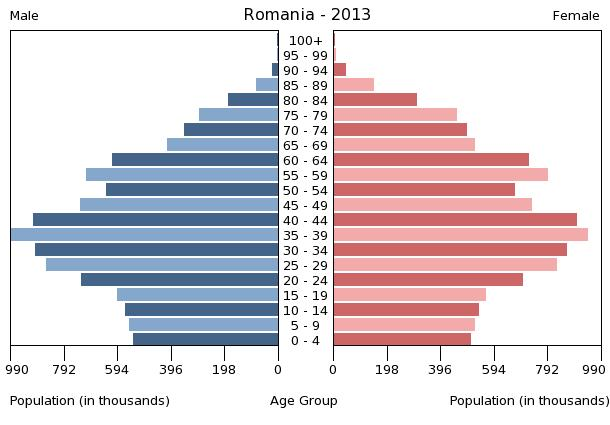 Romania - 2013
Male
Female
100+
95 - 99
90 - 94
85 - 89
80 - 84
75 - 79
70 - 74
65 - 69
60 - 64
55 - 59
50 - 54
45 - 49
40 - 44
35 - 39
30 - 34
25 - 29
20 - 24
15 - 19
10 - 14
5 - 9
0 - 4
990 792 594 396 198 0 0 198 396 594 792 990
Population (in thousands) Age Group Population (in thousands)